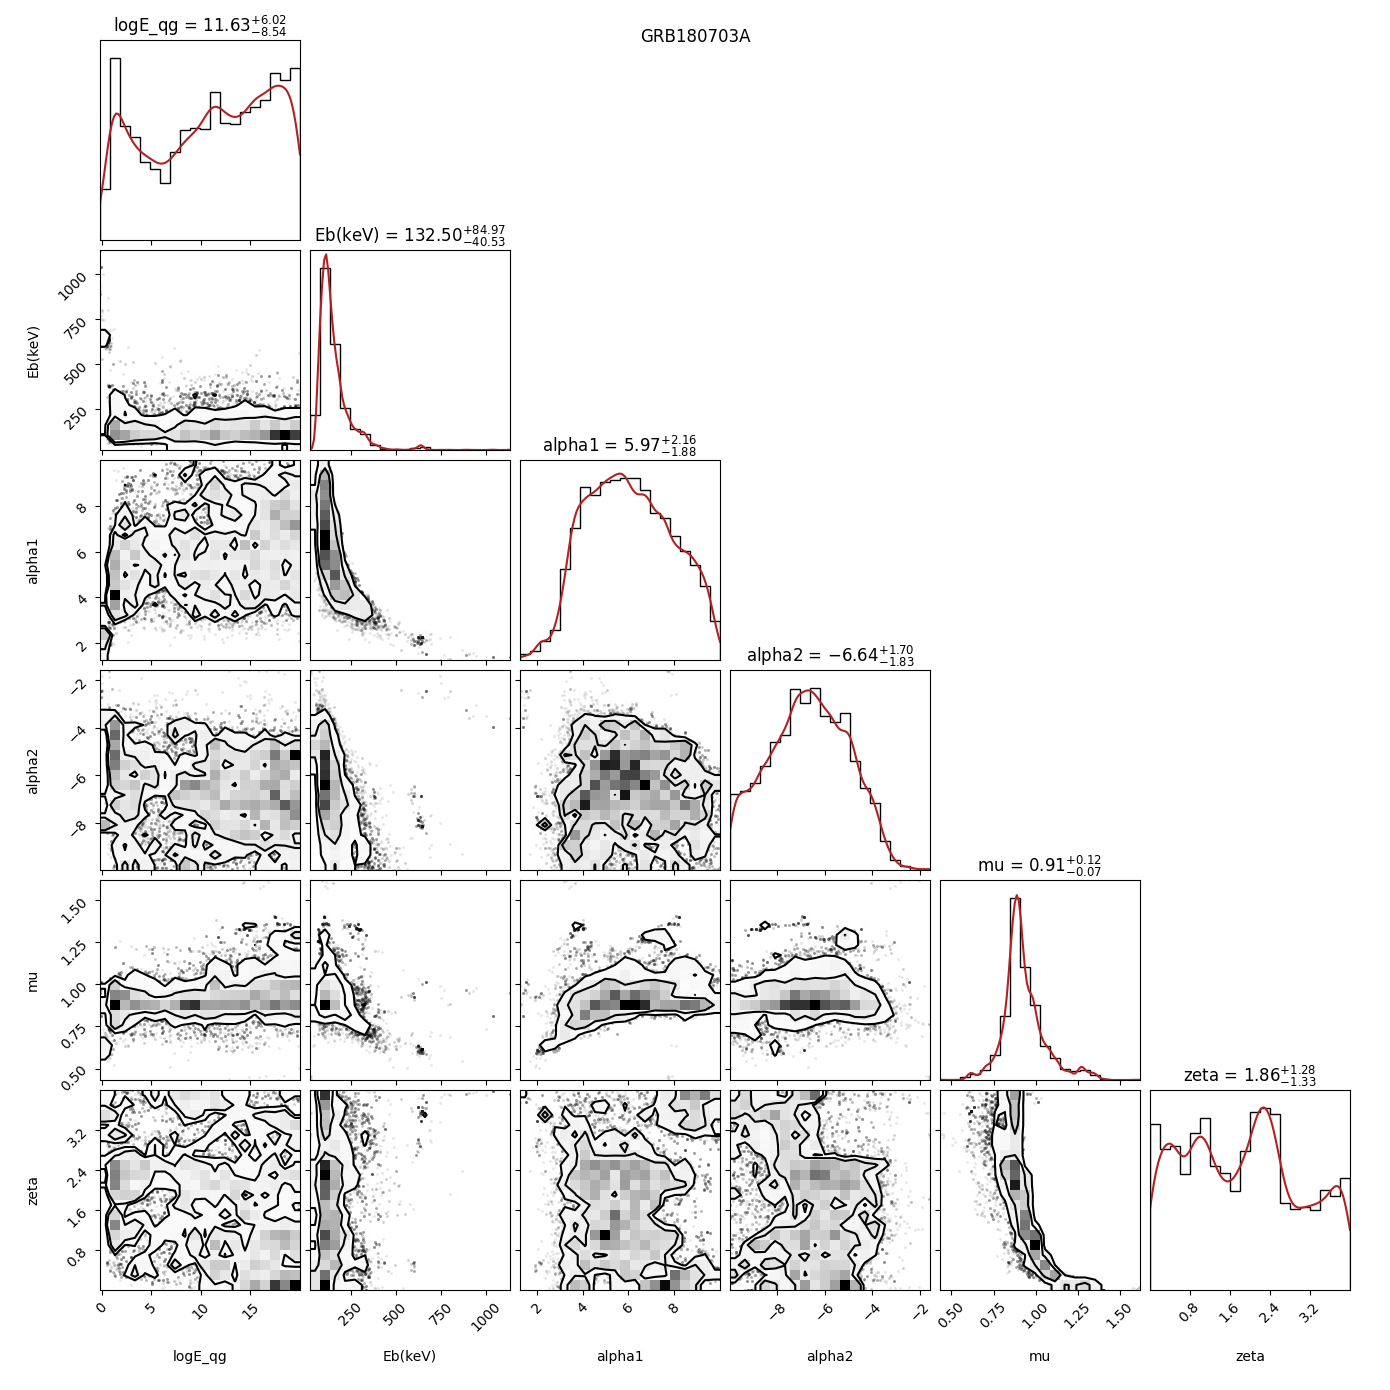 GRB180703A
logE_qg = 11.63+6.02−8.54
Eb(keV) = 132.50+84.97−40.53
alpha1 = 5.97+2.16−1.88
alpha2 = −6.64+1.70−1.83
mu = 0.91+0.12−0.07
zeta = 1.86+1.28−1.33
Eb(keV)
1000
750
500
250
alpha1
8
6
4
2
alpha2
−2
−4
−6
−8
mu
1.50
1.25
1.00
0.75
0.50
zeta
3.2
2.4
1.6
0.8
0 5 10 15
250 500 750 1000
2 4 6 8
−8 −6 −4 −2
0.50 0.75 1.00 1.25 1.50
0.8 1.6 2.4 3.2
logE_qg Eb(keV) alpha1 alpha2 mu zeta